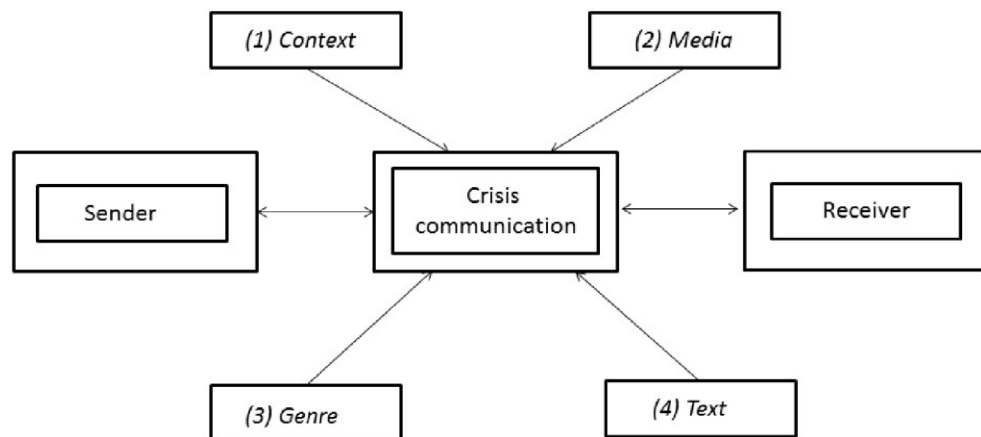 (1) Context
(2) Media
Sender
Crisis
communication
Receiver
(3) Genre
(4) Text